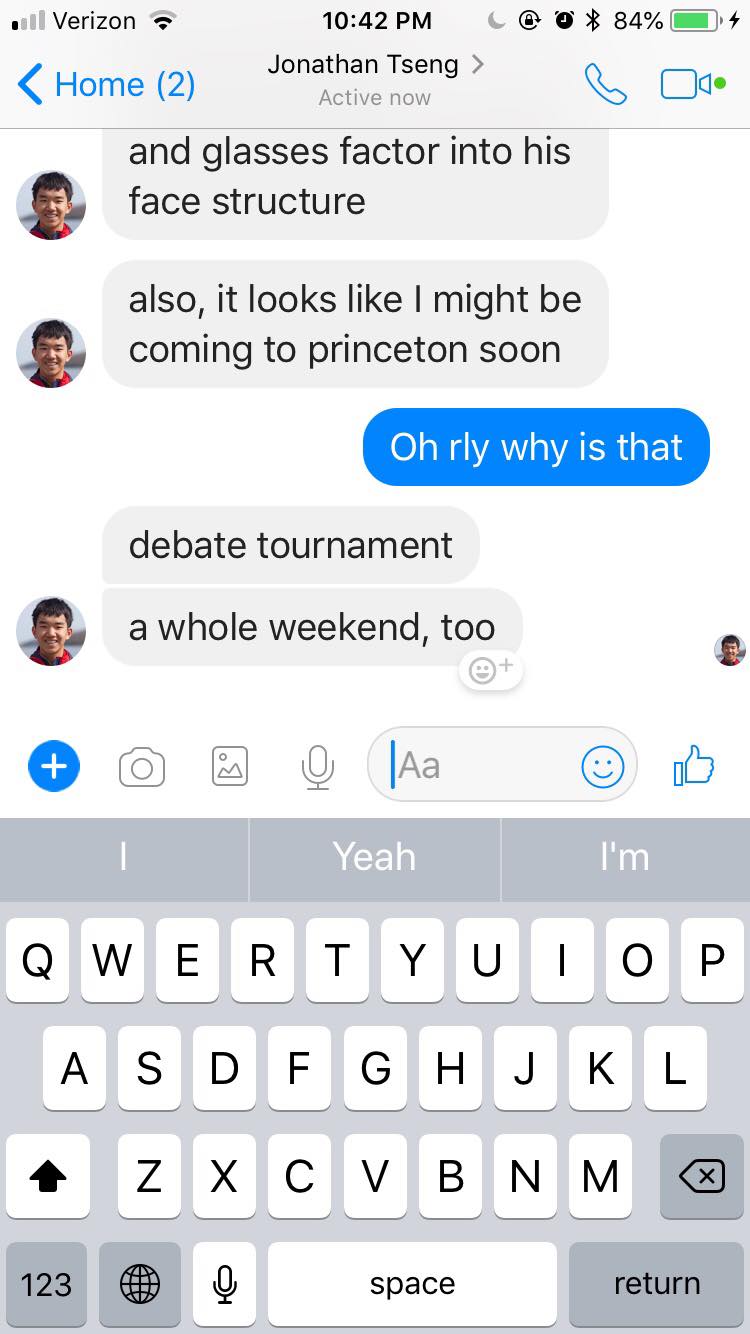 Verizon 10:42 PM 84%
Home (2) Jonathan Tseng
Active now
and glasses factor into his
face structure
also, it looks like I might be
coming to princeton soon
Oh rly why is that
debate tournament
a whole weekend, too
Aa
I Yeah I'm
Q W E R T Y U I O P
A S D F G H J K L
Z X C V B N M
123 space return